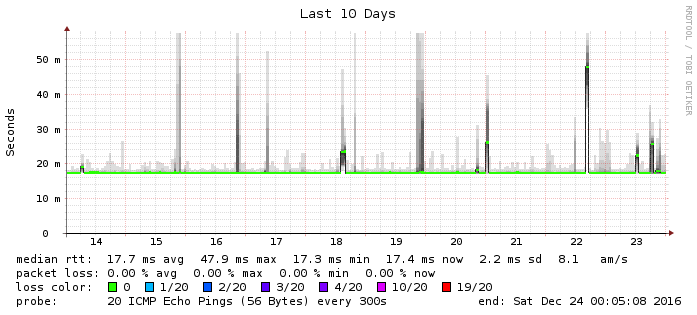 Last 10 Days
RRDTOOL / TOBI OETIKER
Seconds
50 m
40 m
30 m
20 m
10 m
0
14 15 16 17 18 19 20 21 22 23
median rtt: 17.7 ms avg 47.9 ms max 17.3 ms min 17.4 ms now 2.2 ms sd 8.1 am/s
packet loss: 0.00 % avg 0.00 % max 0.00 % min 0.00 % now
loss color: 0 1/20 2/20 3/20 4/20 10/20 19/20
probe: 20 ICMP Echo Pings (56 Bytes) every 300s end: Sat Dec 24 00:05:08 2016